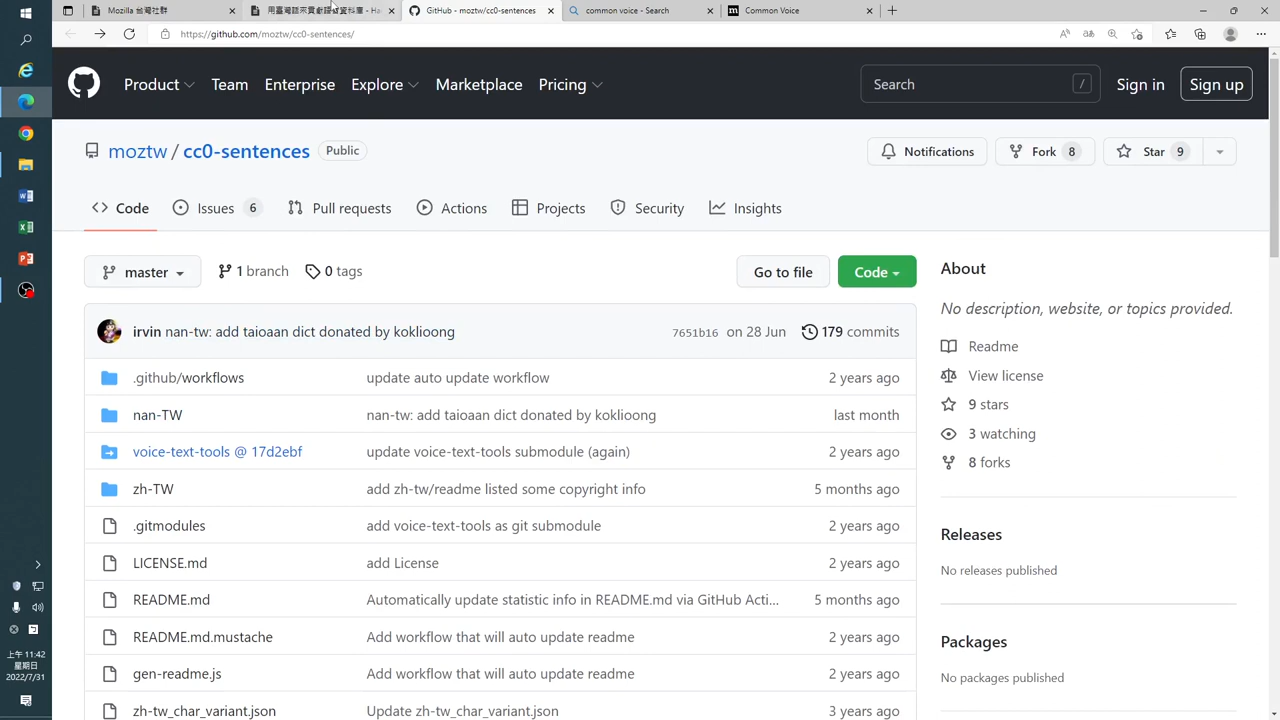 Mozilla 台灣社群
用臺灣語來貢獻語音資料庫 - Ha
GitHub - moztw/cc0-sentences
common voice - Search
Common Voice
https://github.com/moztw/cc0-sentences/
Product
Team
Enterprise
Explore
Marketplace
Pricing
Search
/
Sign in
Sign up
moztw / cc0-sentences
Public
Notifications
Fork 8
Star 9
Code
Issues 6
Pull requests
Actions
Projects
Security
Insights
master
1 branch
0 tags
Go to file
Code
irvin nan-tw: add taioaan dict donated by koklioong
7651b16 on 28 Jun
179 commits
.github/workflows
update auto update workflow
2 years ago
nan-TW
nan-tw: add taioaan dict donated by koklioong
last month
voice-text-tools @ 17d2ebf
update voice-text-tools submodule (again)
2 years ago
zh-TW
add zh-tw/readme listed some copyright info
5 months ago
.gitmodules
add voice-text-tools as git submodule
2 years ago
LICENSE.md
add License
2 years ago
README.md
Automatically update statistic info in README.md via GitHub Acti...
5 months ago
README.md.mustache
Add workflow that will auto update readme
2 years ago
gen-readme.js
Add workflow that will auto update readme
2 years ago
zh-tw_char_variant.json
Update zh-tw_char_variant.json
3 years ago
About
No description, website, or topics provided.
Readme
View license
9 stars
3 watching
8 forks
Releases
No releases published
Packages
No packages published
上午 11:42
星期日
2022/7/31